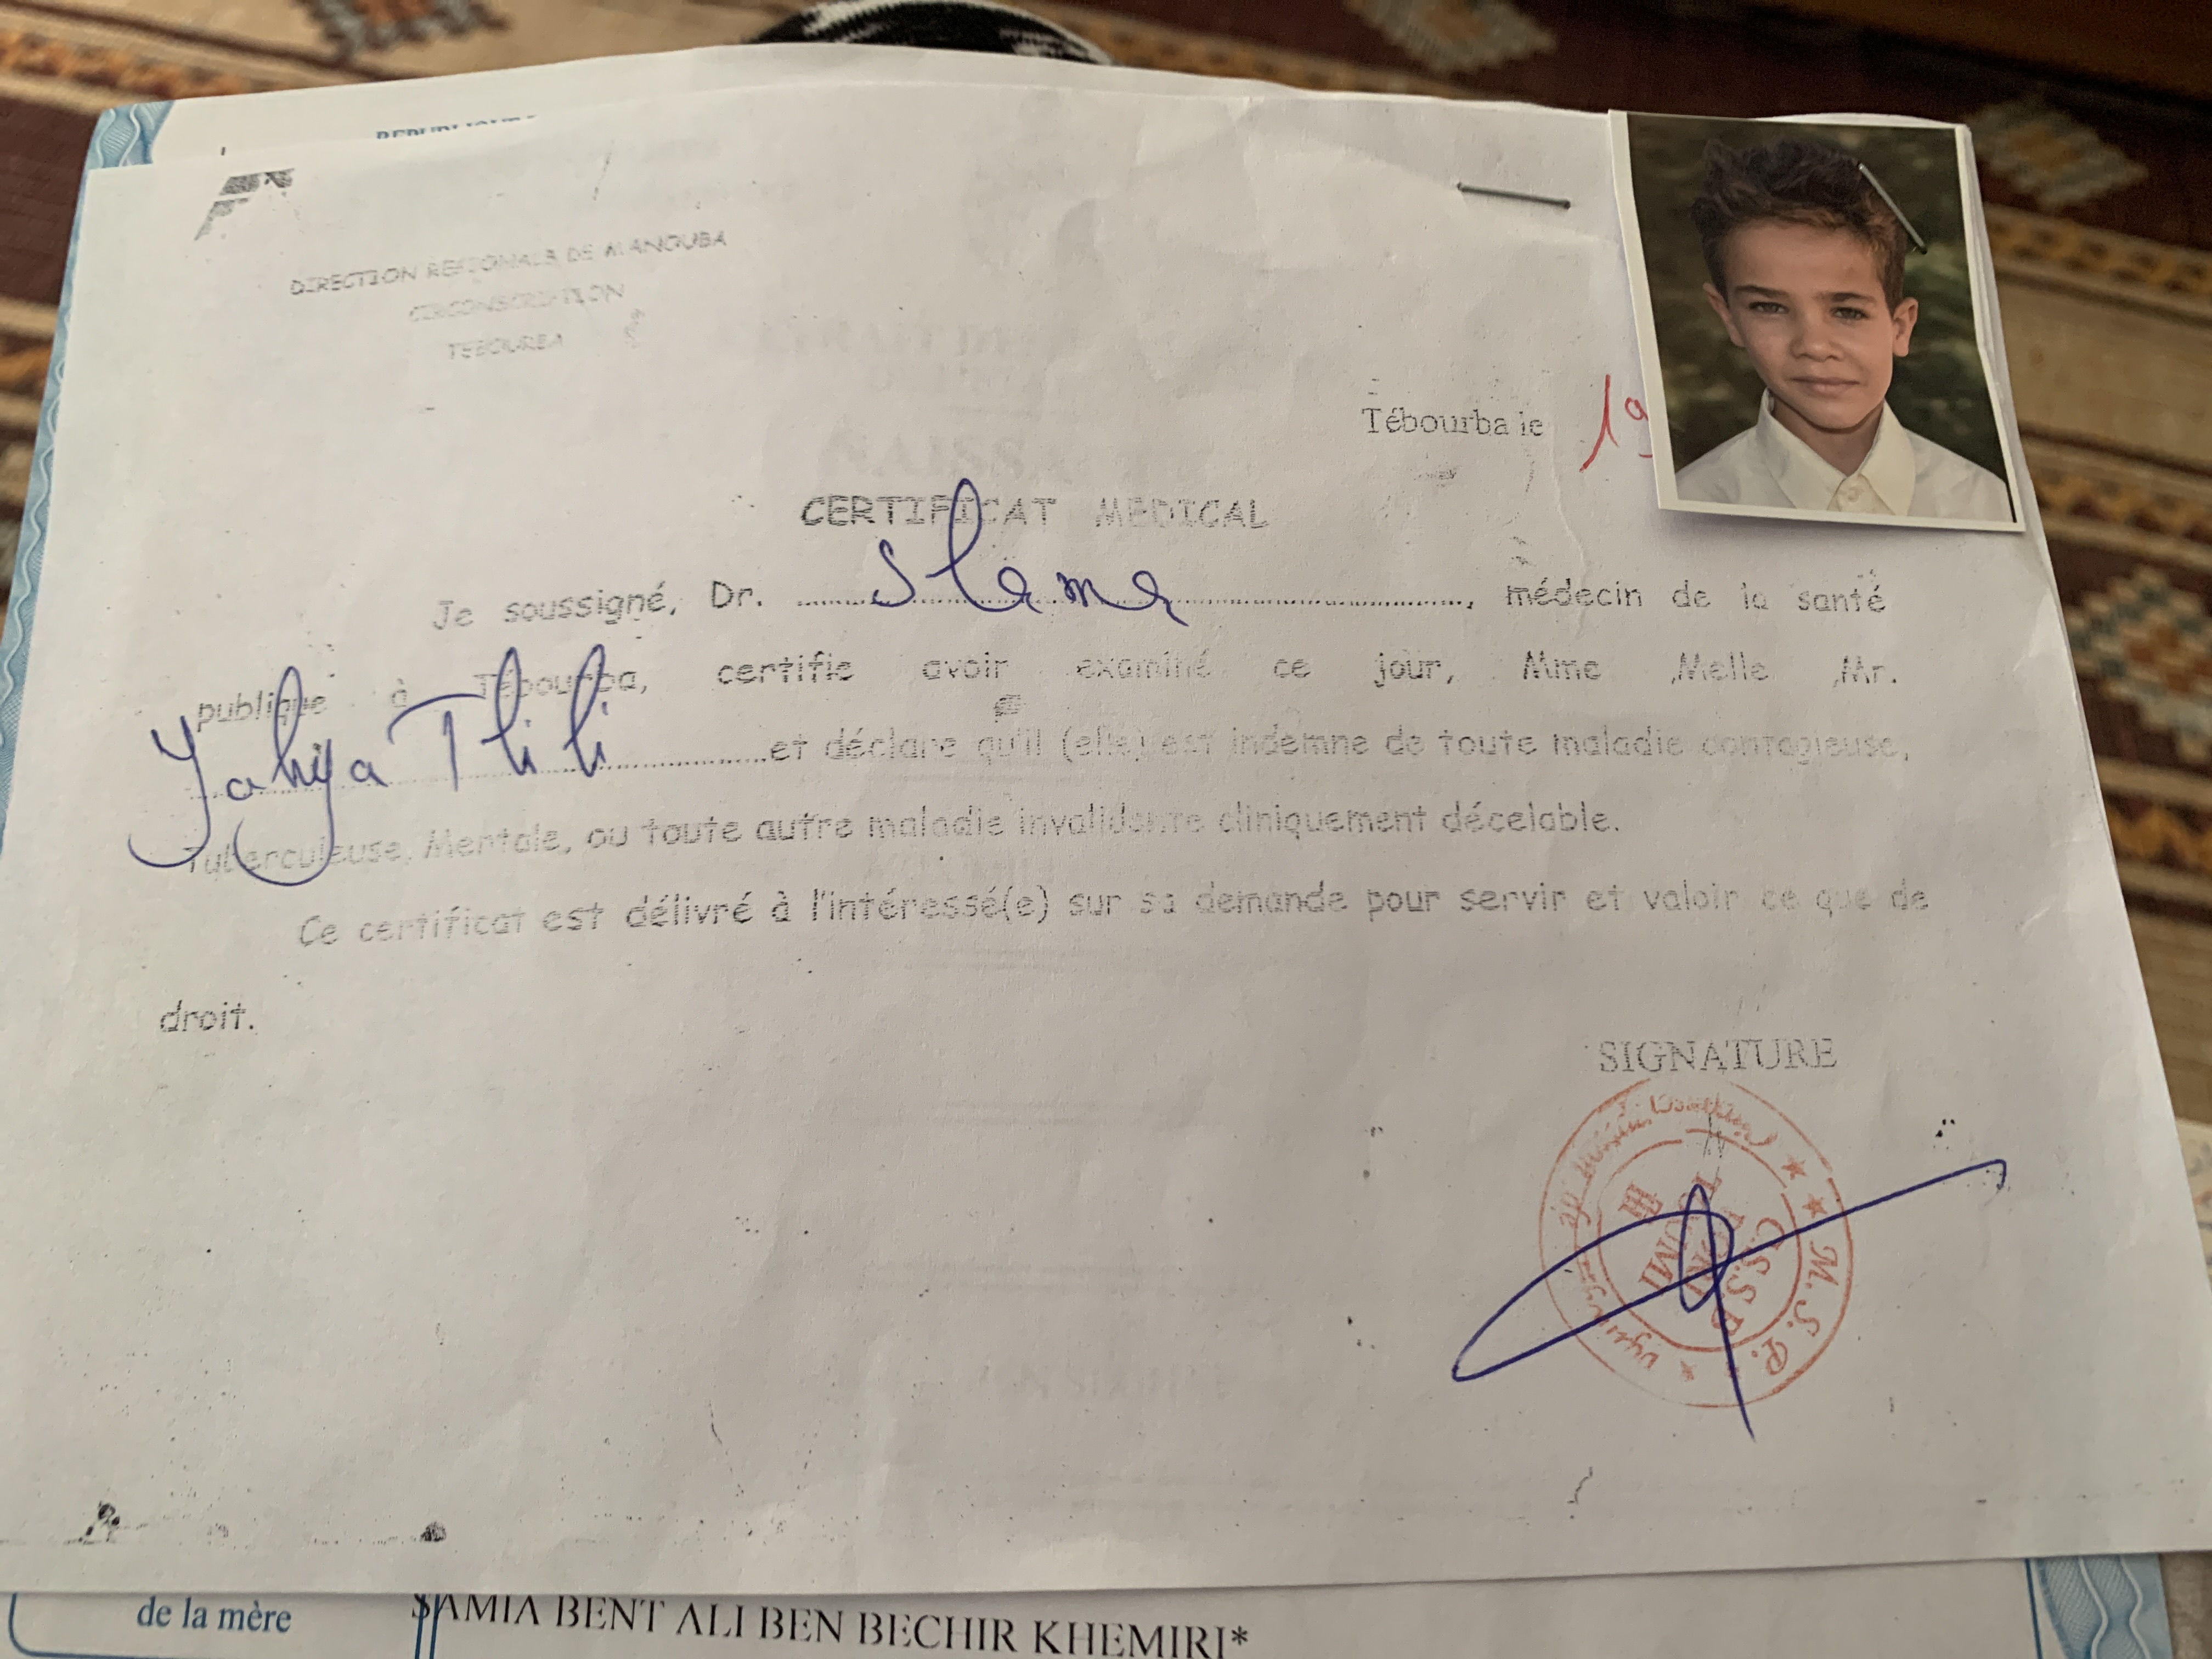 DIRECTION REGIONALE DE MANOUBA
CIRCONSCRIPTION
TEBOURBA
Tébourba le 19
CERTIFICAT MEDICAL
Je soussigné, Dr. Slama, médecin de la santé
publique à Tébourba, certifie avoir examiné ce jour, Mme ,Melle ,Mr.
Yahya Tlili et déclare qu'il (elle) est indemne de toute maladie contagieuse,
Tuberculeuse, Mentale, ou toute autre maladie invalidante cliniquement décelable.
Ce certificat est délivré à l'intéressé(e) sur sa demande pour servir et valoir ce que de
droit.
SIGNATURE
M.S.P.
C.S.S.B
de la mère SAMIA BENT ALI BEN BECHIR KHEMIRI*